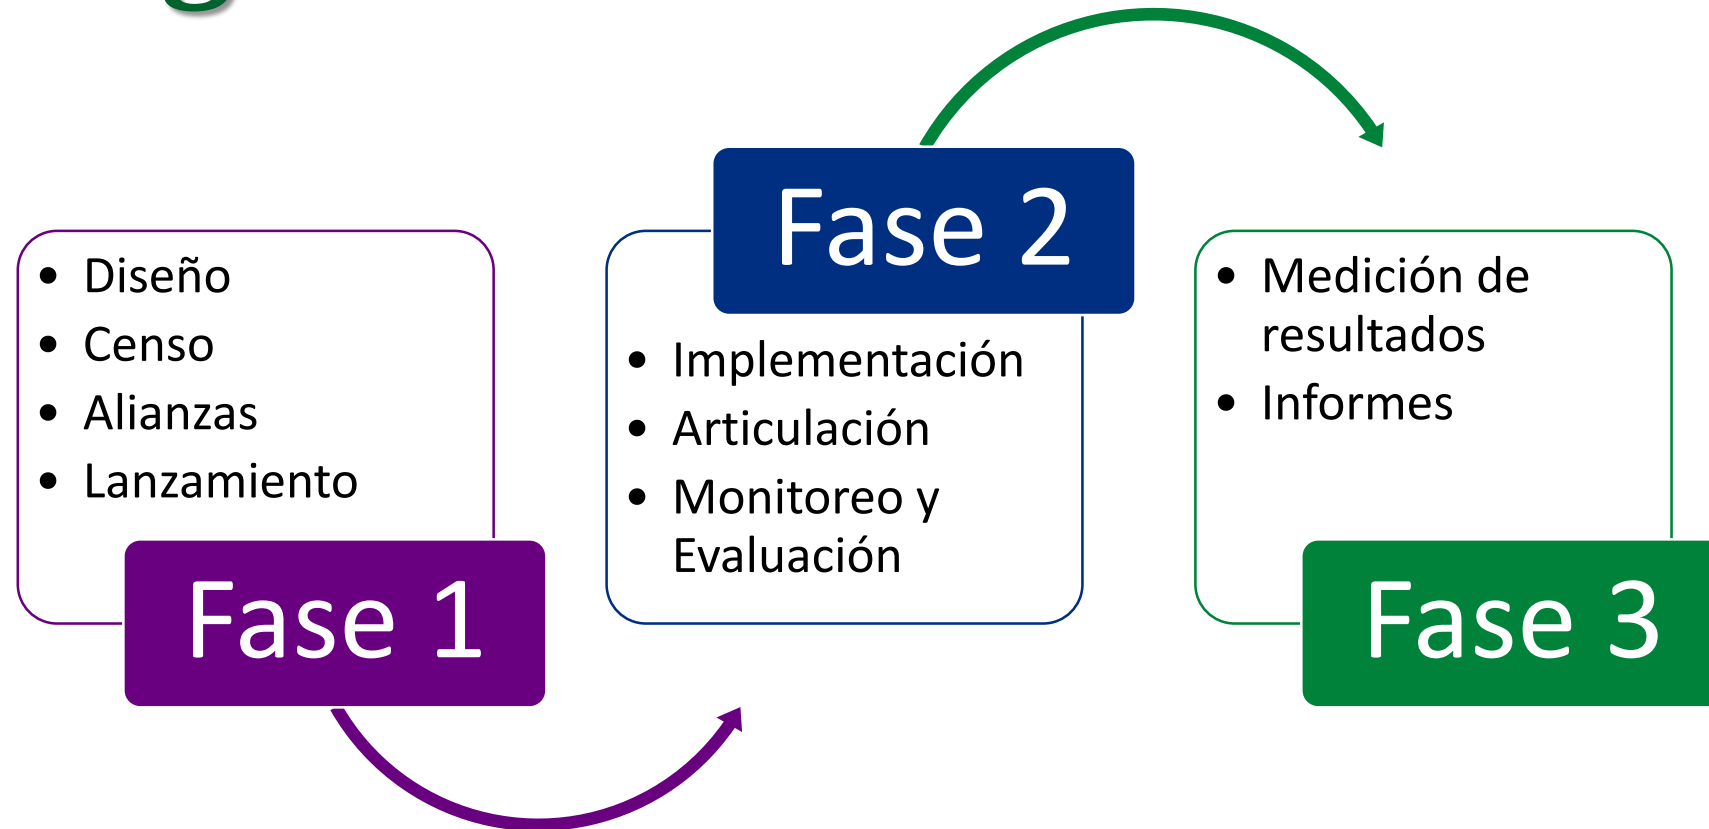 • Diseño
• Censo
• Alianzas
• Lanzamiento
Fase 1
Fase 2
• Implementación
• Articulación
• Monitoreo y
Evaluación
• Medición de
resultados
• Informes
Fase 3